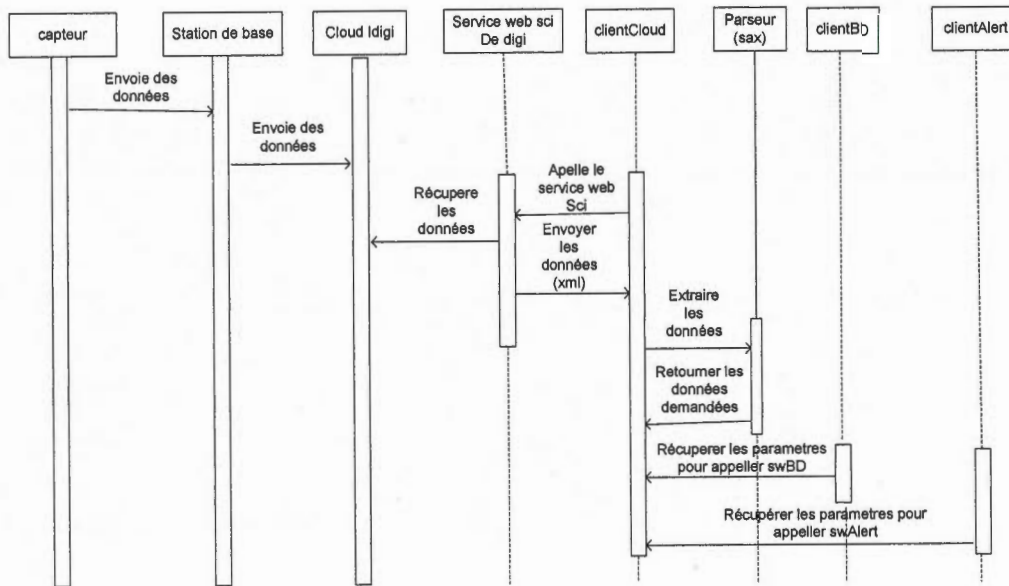 capteur
Station de base
Cloud Idigi
Service web sci
De digi
clientCloud
Parseur
(sax)
clientBD
clientAlert
Envoie des
données
Envoie des
données
Apelle le
service web
Sci
Récupere
les
données
Envoyer
les
données
(xml)
Extraire
les
données
Retourner les
données
demandées
Récuperer les parametres
pour appeller swBD
Récupérer les parametres pour
appeller swAlert